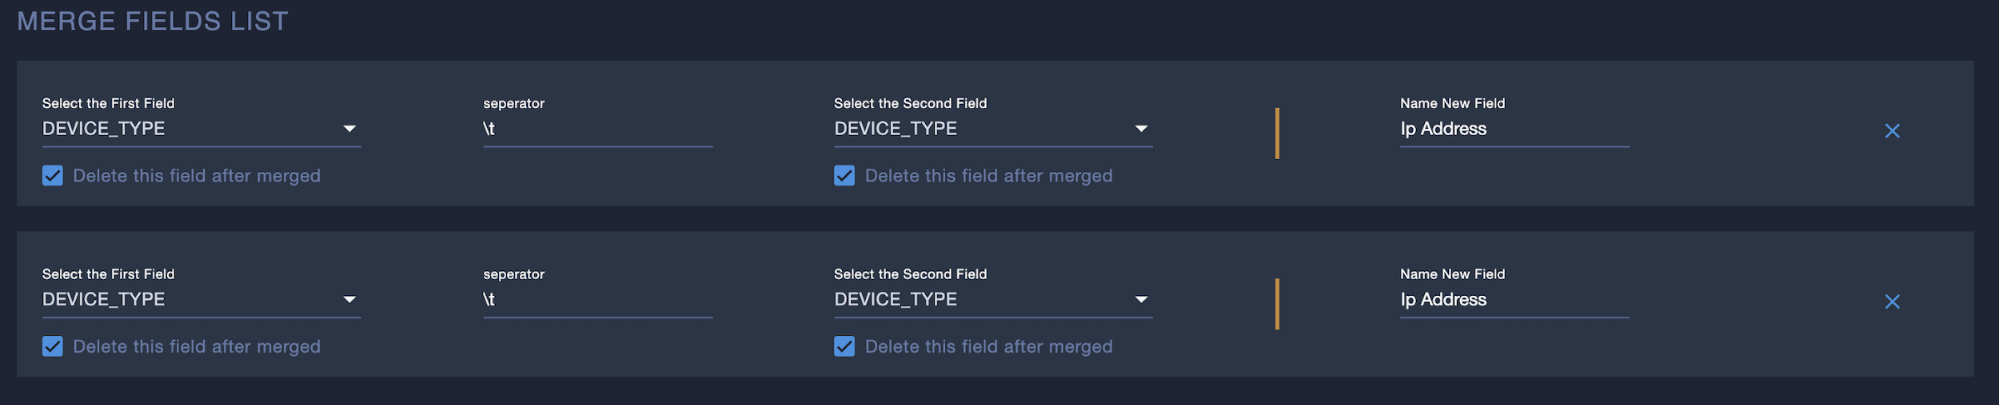 MERGE FIELDS LIST
Select the First Field
seperator
Select the Second Field
Name New Field
DEVICE_TYPE
\t
DEVICE_TYPE
Ip Address
Delete this field after merged
Delete this field after merged
Select the First Field
seperator
Select the Second Field
Name New Field
DEVICE_TYPE
\t
DEVICE_TYPE
Ip Address
Delete this field after merged
Delete this field after merged